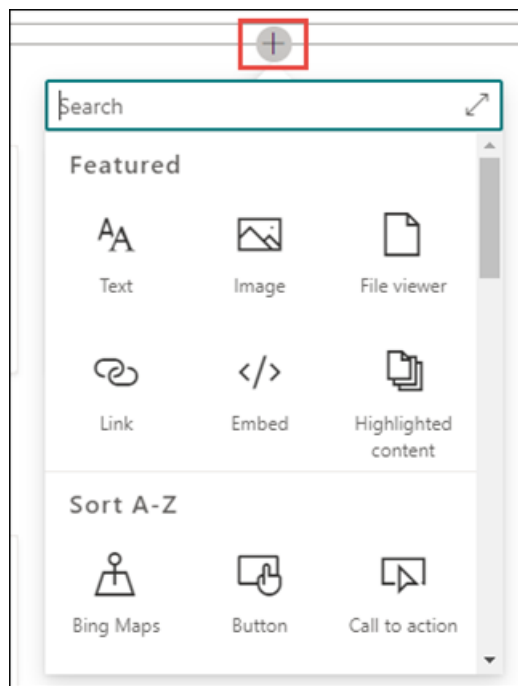 Search
Featured
Text Image File viewer
Link Embed Highlighted
content
Sort A-Z
Bing Maps Button Call to action